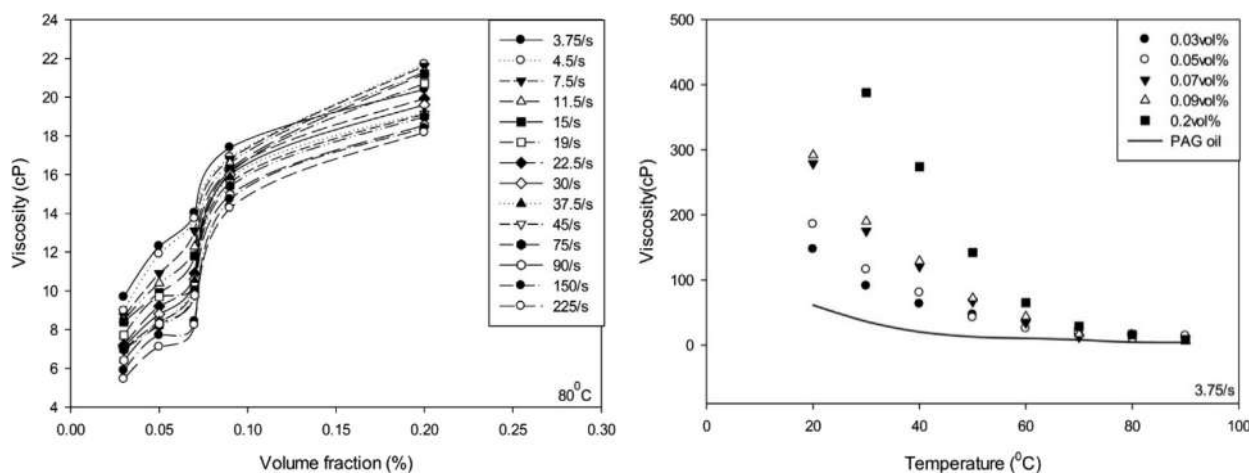 24
22
20
18
16
14
12
10
8
6
4
Viscosity (cP)
0.00 0.05 0.10 0.15 0.20 0.25 0.30
Volume fraction (%)
3.75/s
4.5/s
7.5/s
11.5/s
15/s
19/s
22.5/s
30/s
37.5/s
45/s
75/s
90/s
150/s
225/s
80⁰C
500
400
300
200
100
0
Viscosity(cP)
0 20 40 60 80 100
Temperature (⁰C)
0.03vol%
0.05vol%
0.07vol%
0.09vol%
0.2vol%
PAG oil
3.75/s